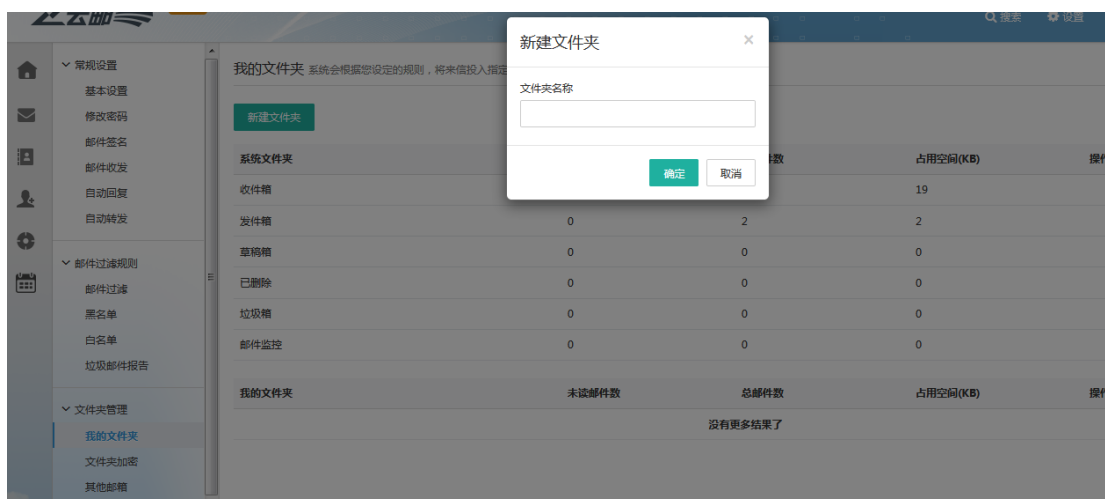 云邮
搜索 设置
新建文件夹 ×
文件夹名称
确定 取消
常规设置
基本设置
修改密码
邮件签名
邮件收发
自动回复
自动转发
邮件过滤规则
邮件过滤
黑名单
白名单
垃圾邮件报告
文件夹管理
我的文件夹
文件夹加密
其他邮箱
我的文件夹 系统会根据您设定的规则，将来信投入指定
新建文件夹
系统文件夹 件数 占用空间(KB) 操作
收件箱 19
发件箱 0 2 2
草稿箱 0 0 0
已删除 0 0 0
垃圾箱 0 0 0
邮件监控 0 0 0
我的文件夹 未读邮件数 总邮件数 占用空间(KB) 操作
没有更多结果了